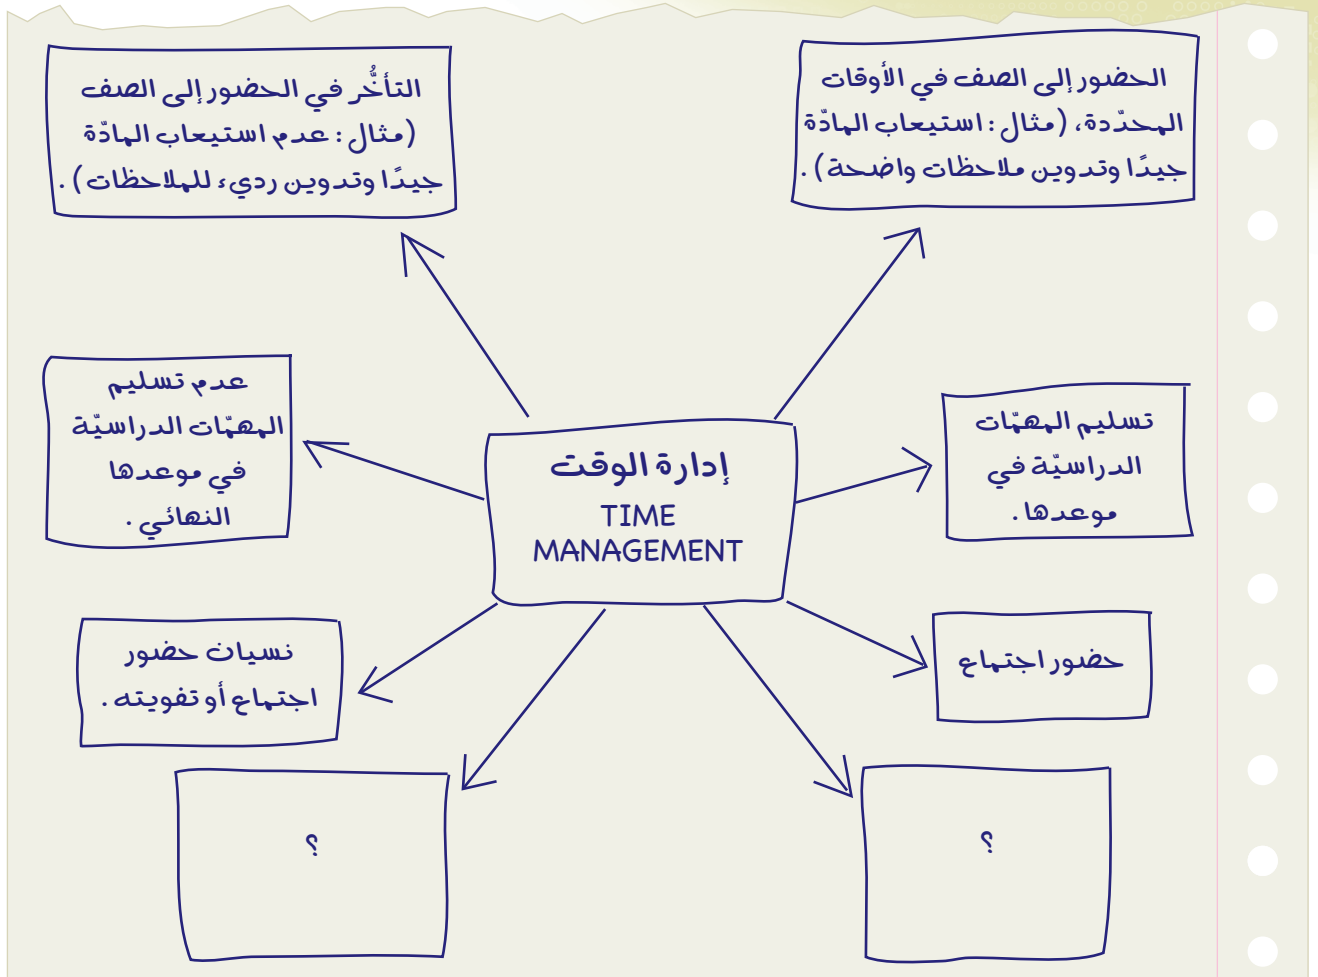 الحضور إلى الصف في الأوقات
المحدّدة، (مثال: استيعاب المادّة
جيدًا وتدوين ملاحظات واضحة).
التأخُّر في الحضور إلى الصف
(مثال: عدم استيعاب المادّة
جيدًا وتدوين رديء للملاحظات).
تسليم المهمّات
الدراسيّة في
موعدها.
عدم تسليم
المهمّات الدراسيّة
في موعدها
النهائي.
إدارة الوقت
TIME
MANAGEMENT
حضور اجتماع
نسيان حضور
اجتماع أو تفويته.
؟
؟